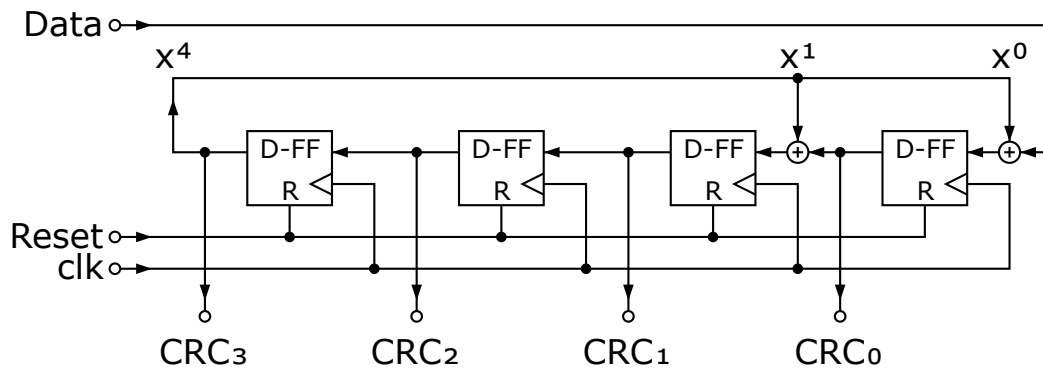 Data
x⁴ x¹ x⁰
D-FF D-FF D-FF D-FF
R R R R
Reset
clk
CRC₃ CRC₂ CRC₁ CRC₀